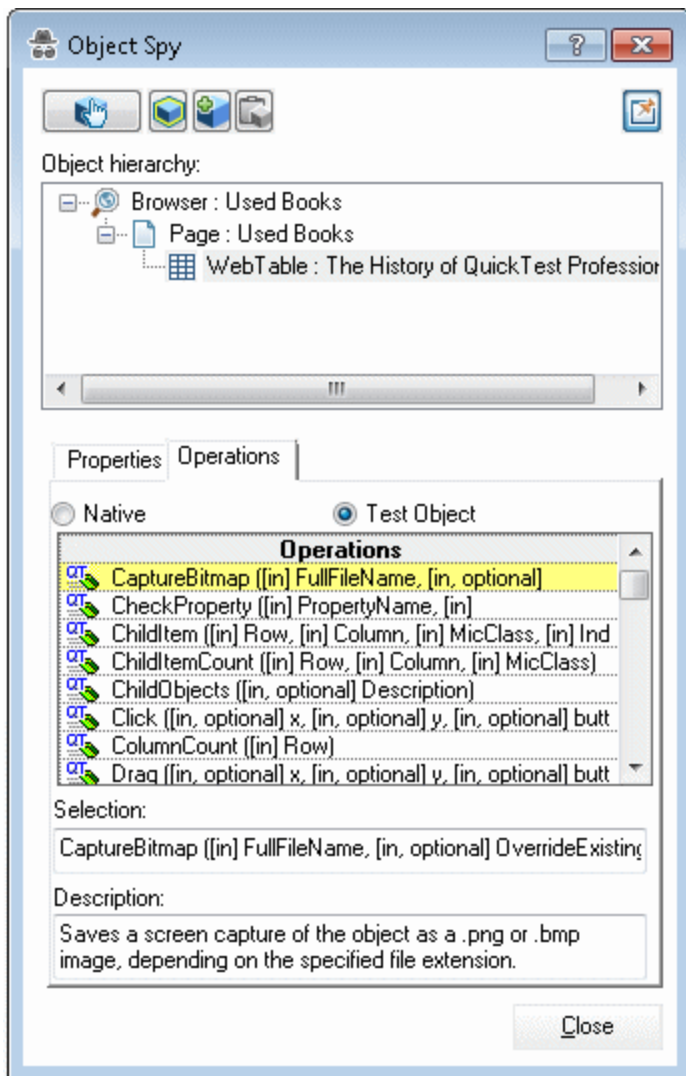 Object Spy
Object hierarchy:
Browser : Used Books
Page : Used Books
WebTable : The History of QuickTest Profession
Properties Operations
Native Test Object
Operations
CaptureBitmap ([in] FullFileName, [in, optional]
CheckProperty ([in] PropertyName, [in]
ChildItem ([in] Row, [in] Column, [in] MicClass, [in] Ind
ChildItemCount ([in] Row, [in] Column, [in] MicClass)
ChildObjects ([in, optional] Description)
Click ([in, optional] x, [in, optional] y, [in, optional] butt
ColumnCount ([in] Row)
Drag ([in, optional] x, [in, optional] y, [in, optional] butt
Selection:
CaptureBitmap ([in] FullFileName, [in, optional] OverrideExisting
Description:
Saves a screen capture of the object as a .png or .bmp
image, depending on the specified file extension.
Close